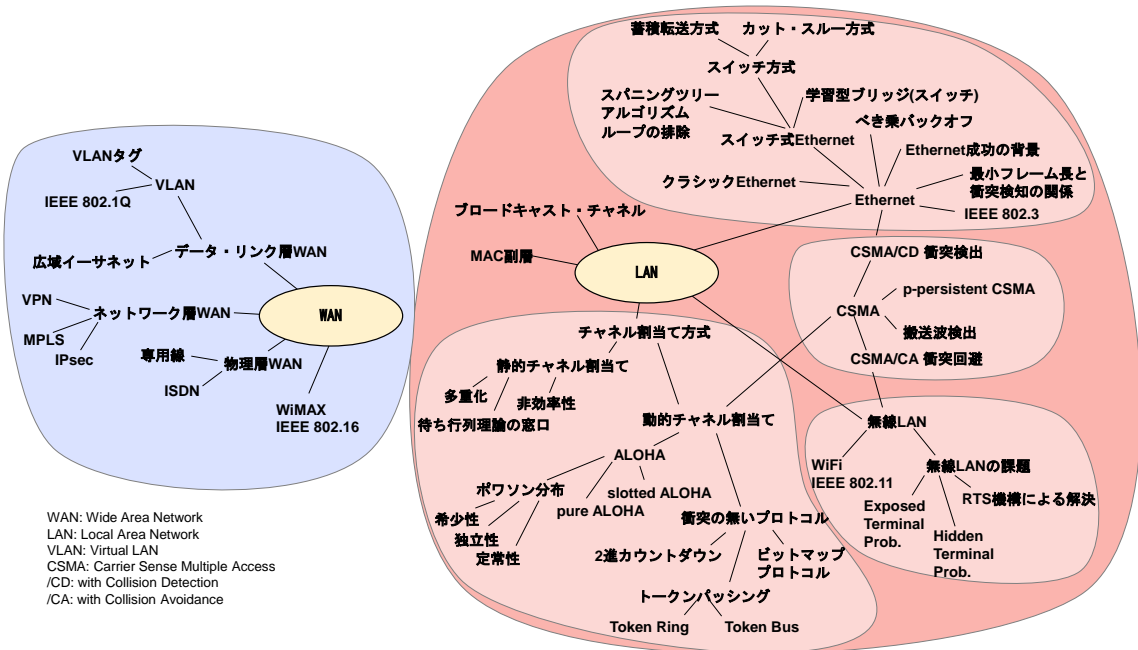 VLANタグ
VLAN
IEEE 802.1Q
データ・リンク層WAN
広域イーサネット
VPN
ネットワーク層WAN
MPLS
IPsec
WAN
専用線
物理層WAN
ISDN
WiMAX
IEEE 802.16
WAN: Wide Area Network
LAN: Local Area Network
VLAN: Virtual LAN
CSMA: Carrier Sense Multiple Access
/CD: with Collision Detection
/CA: with Collision Avoidance
蓄積転送方式
カット・スルー方式
スイッチ方式
スパニングツリー
アルゴリズム
ループの排除
学習型ブリッジ(スイッチ)
スイッチ式Ethernet
べき乗バックオフ
Ethernet成功の背景
クラシックEthernet
最小フレーム長と
衝突検知の関係
Ethernet
IEEE 802.3
ブロードキャスト・チャネル
MAC副層
LAN
CSMA/CD 衝突検出
p-persistent CSMA
CSMA
搬送波検出
CSMA/CA 衝突回避
チャネル割当て方式
静的チャネル割当て
多重化
非効率性
待ち行列理論の窓口
動的チャネル割当て
ALOHA
ポワソン分布
slotted ALOHA
pure ALOHA
希少性
独立性
定常性
衝突の無いプロトコル
2進カウントダウン
ビットマップ
プロトコル
トークンパッシング
Token Ring
Token Bus
無線LAN
WiFi
IEEE 802.11
無線LANの課題
RTS機構による解決
Exposed
Terminal
Prob.
Hidden
Terminal
Prob.